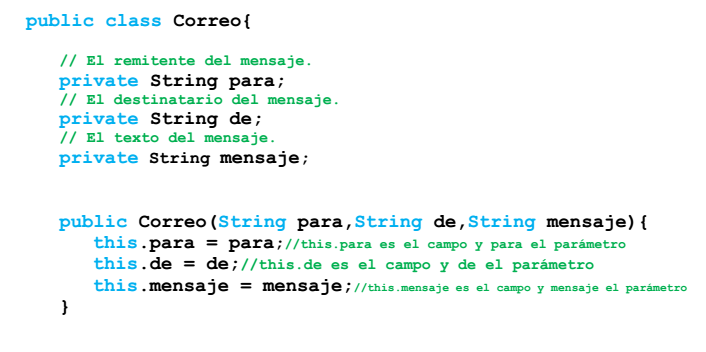 public class Correo{
// El remitente del mensaje.
private String para;
// El destinatario del mensaje.
private String de;
// El texto del mensaje.
private String mensaje;
public Correo(String para,String de,String mensaje){
this.para = para;//this.para es el campo y para el parámetro
this.de = de;//this.de es el campo y de el parámetro
this.mensaje = mensaje;//this.mensaje es el campo y mensaje el parámetro
}